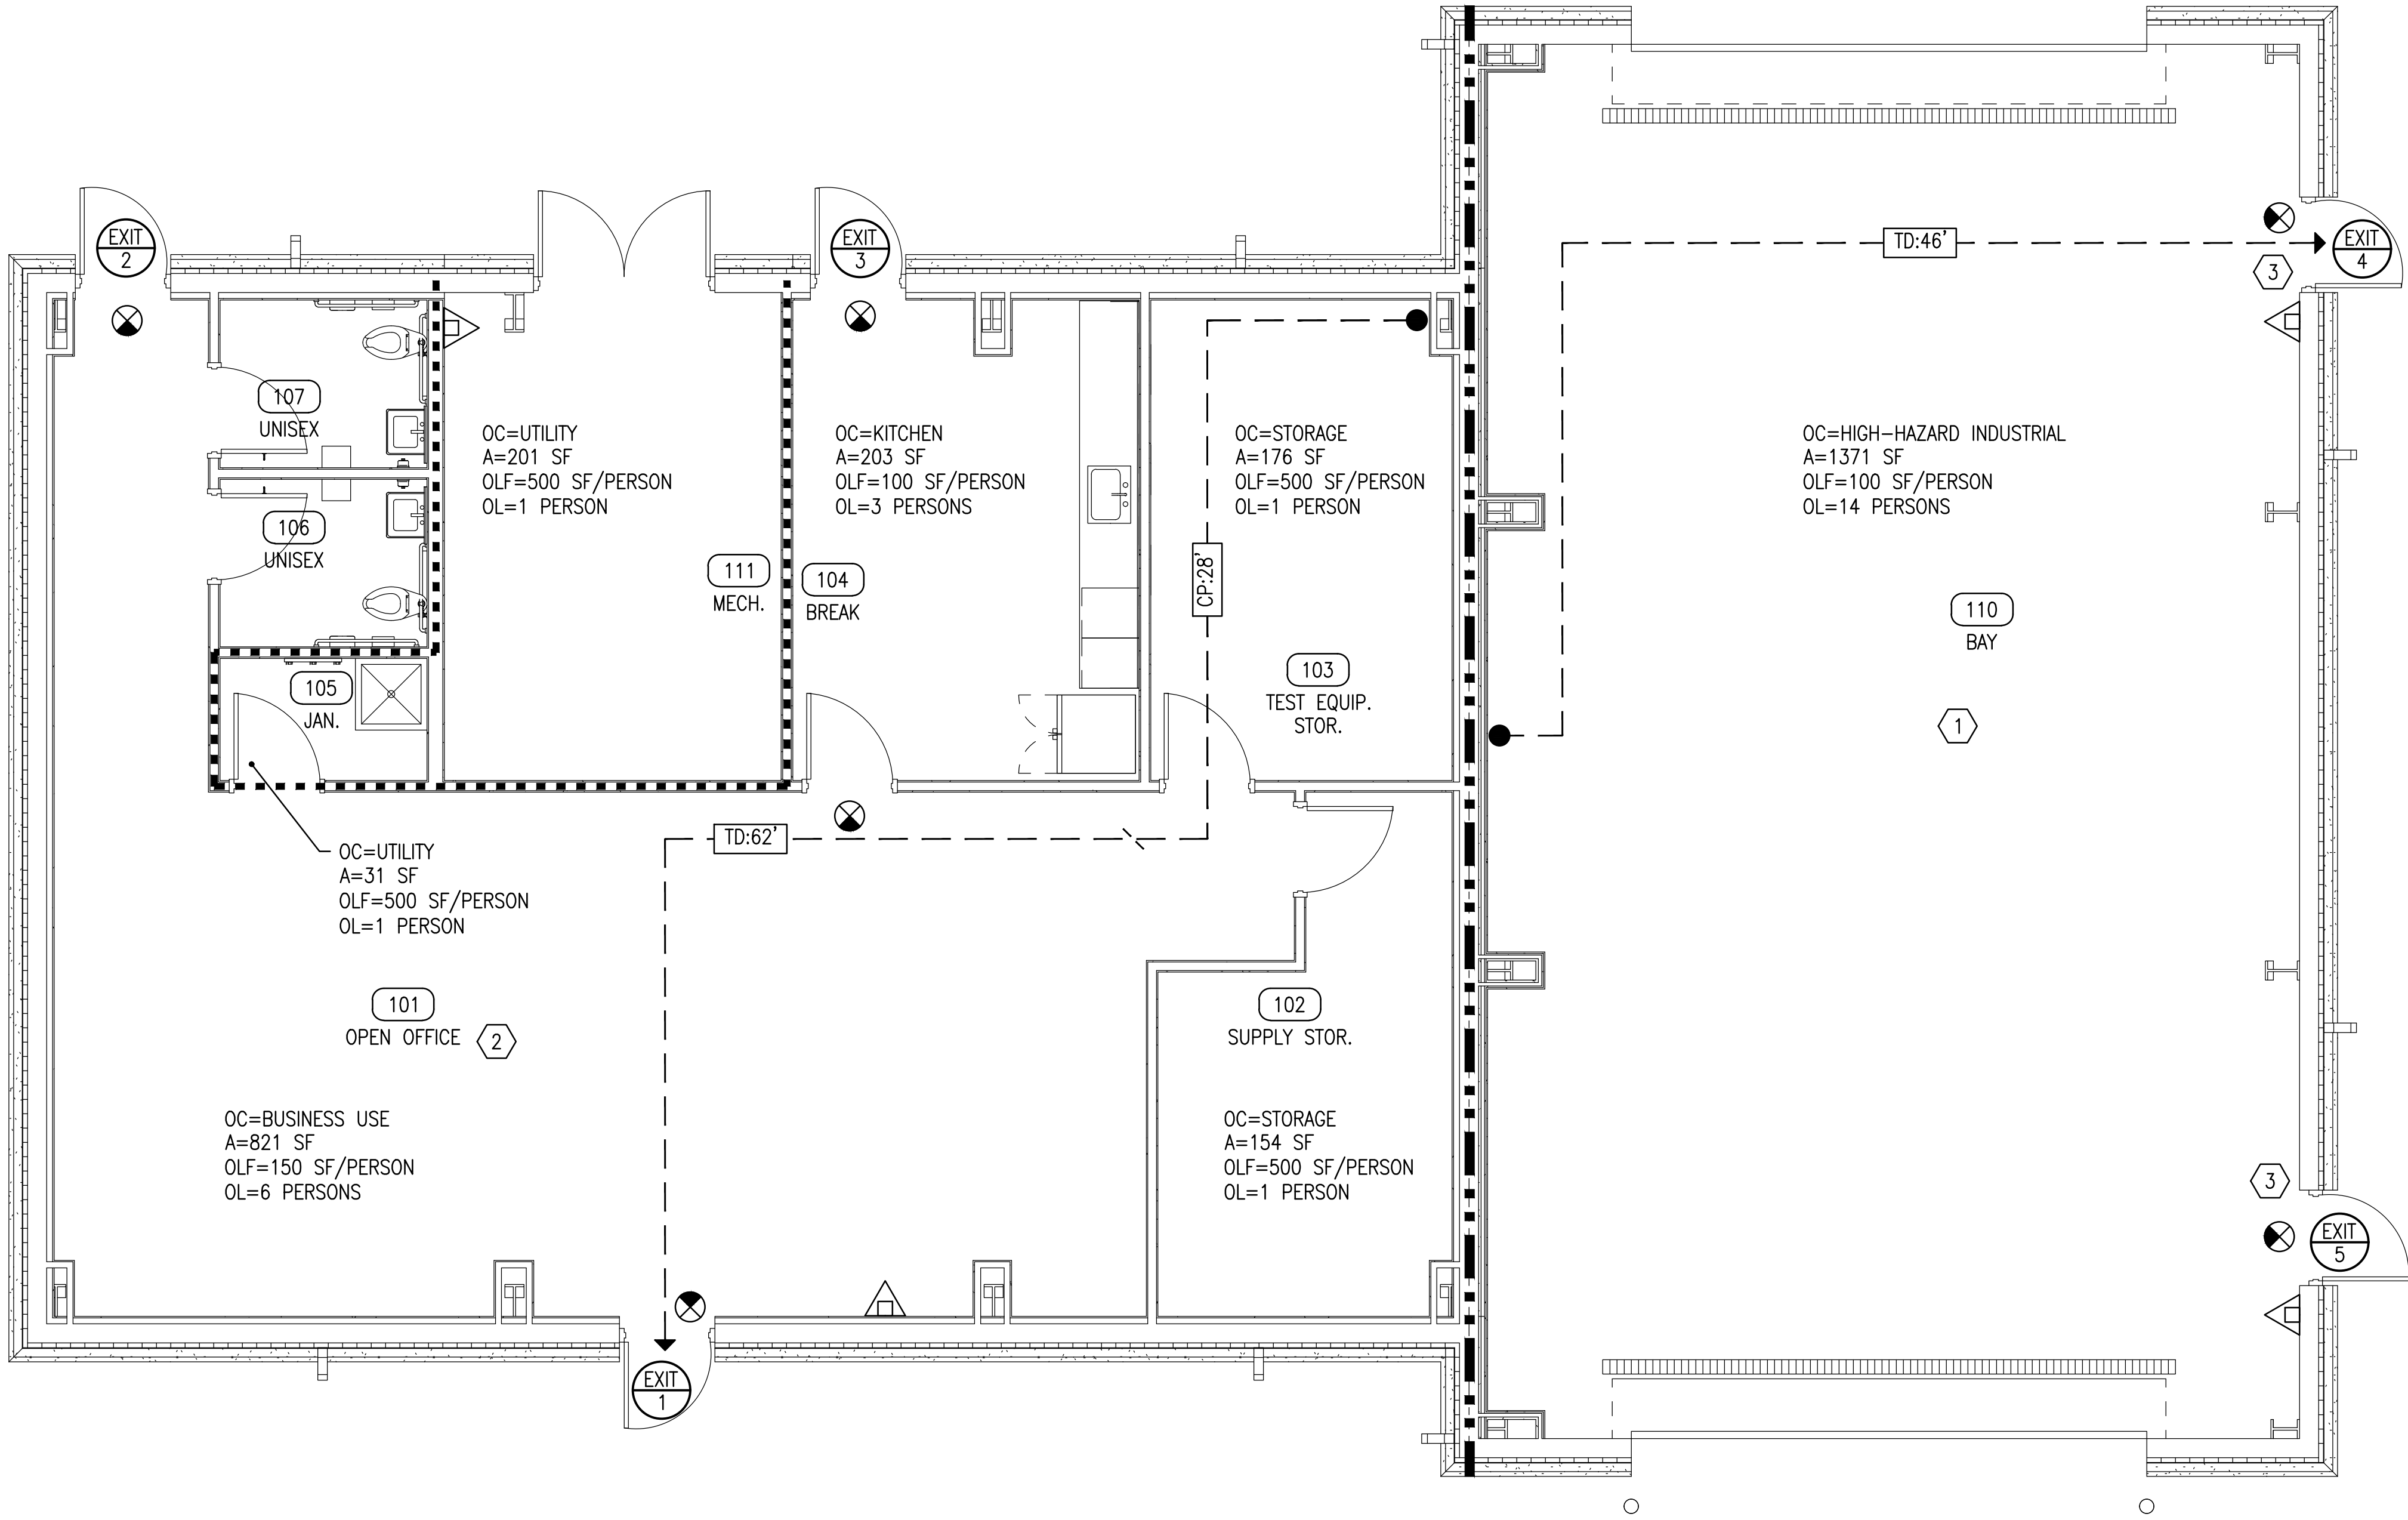 EXIT
2
EXIT
3
TD:46'
EXIT
4
3
107
UNISEX
OC=UTILITY
A=201 SF
OLF=500 SF/PERSON
OL=1 PERSON
OC=KITCHEN
A=203 SF
OLF=100 SF/PERSON
OL=3 PERSONS
OC=STORAGE
A=176 SF
OLF=500 SF/PERSON
OL=1 PERSON
OC=HIGH-HAZARD INDUSTRIAL
A=1371 SF
OLF=100 SF/PERSON
OL=14 PERSONS
106
UNISEX
111
MECH.
104
BREAK
CP:28'
110
BAY
105
JAN.
103
TEST EQUIP.
STOR.
1
TD:62'
OC=UTILITY
A=31 SF
OLF=500 SF/PERSON
OL=1 PERSON
101
OPEN OFFICE
2
102
SUPPLY STOR.
OC=BUSINESS USE
A=821 SF
OLF=150 SF/PERSON
OL=6 PERSONS
OC=STORAGE
A=154 SF
OLF=500 SF/PERSON
OL=1 PERSON
3
EXIT
5
EXIT
1